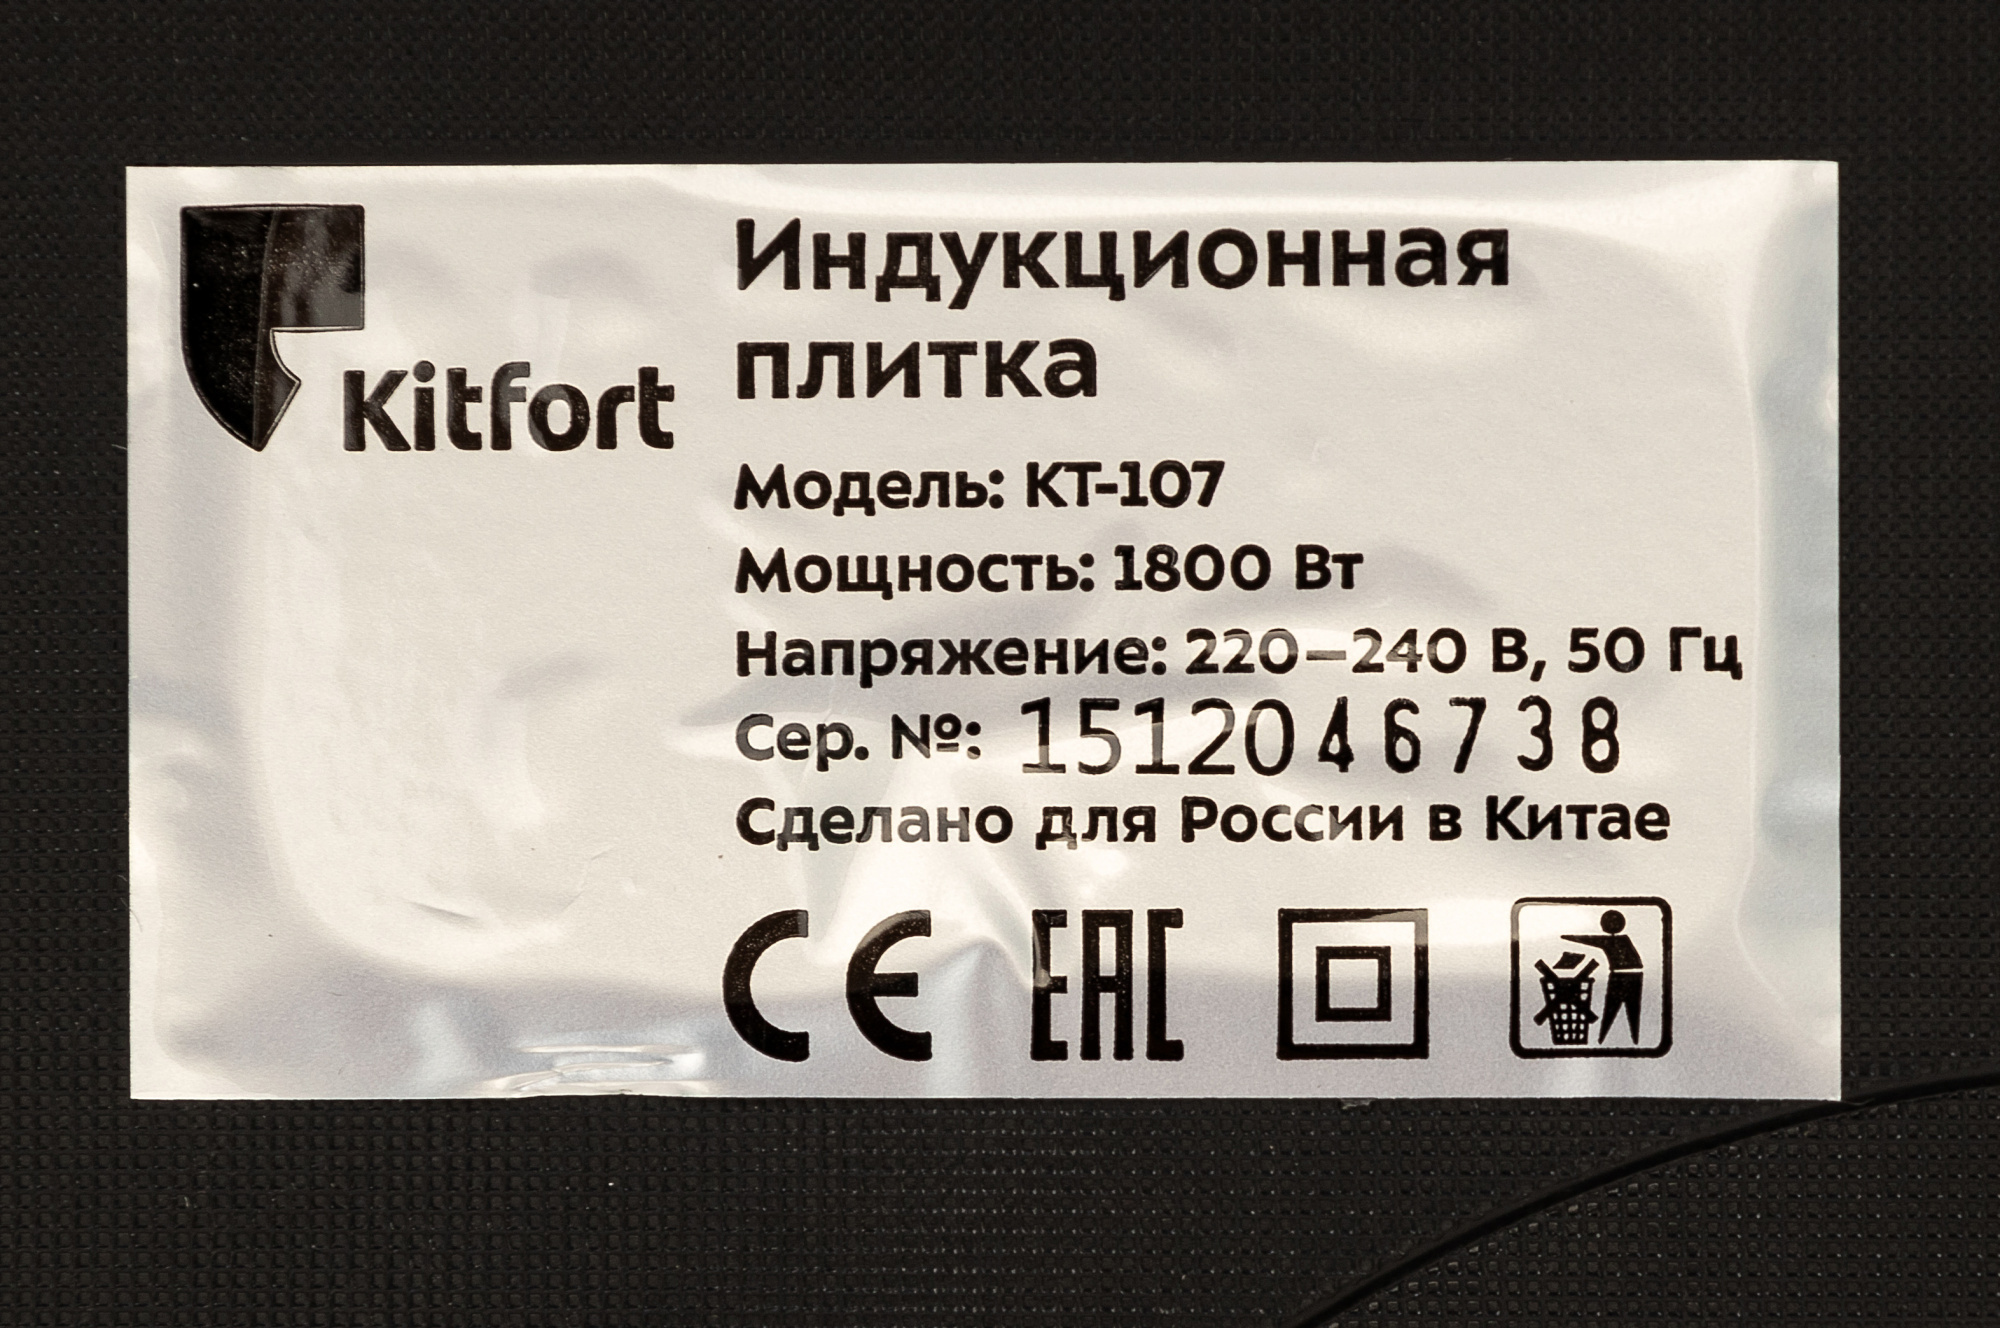 Kitfort
Индукционная
плитка
Модель: КТ-107
Мощность: 1800 Вт
Напряжение: 220–240 В, 50 Гц
Сер. №: 1512046738
Сделано для России в Китае
CE EAC